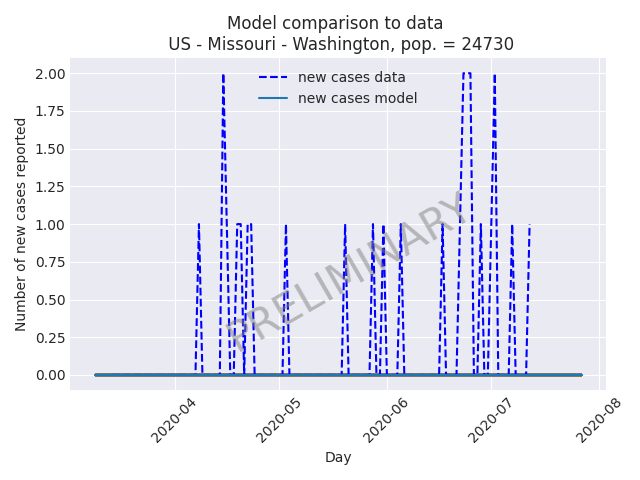 Model comparison to data
US - Missouri - Washington, pop. = 24730
new cases data
new cases model
Number of new cases reported
2.00
1.75
1.50
1.25
1.00
0.75
0.50
0.25
0.00
PRELIMINARY
2020-04
2020-05
2020-06
2020-07
2020-08
Day